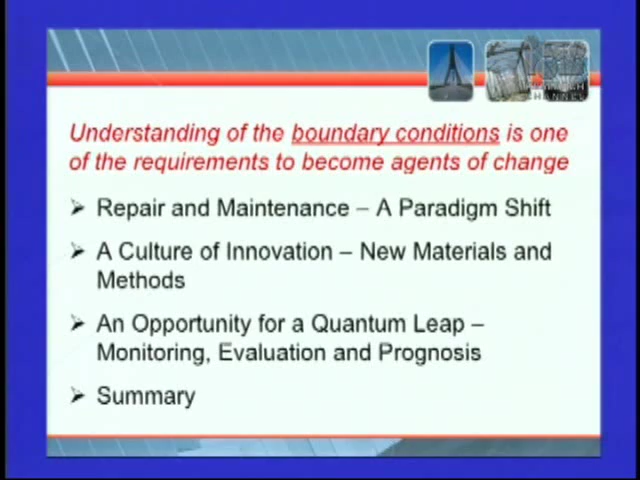 Understanding of the boundary conditions is one
of the requirements to become agents of change
Repair and Maintenance – A Paradigm Shift
A Culture of Innovation – New Materials and
Methods
An Opportunity for a Quantum Leap –
Monitoring, Evaluation and Prognosis
Summary